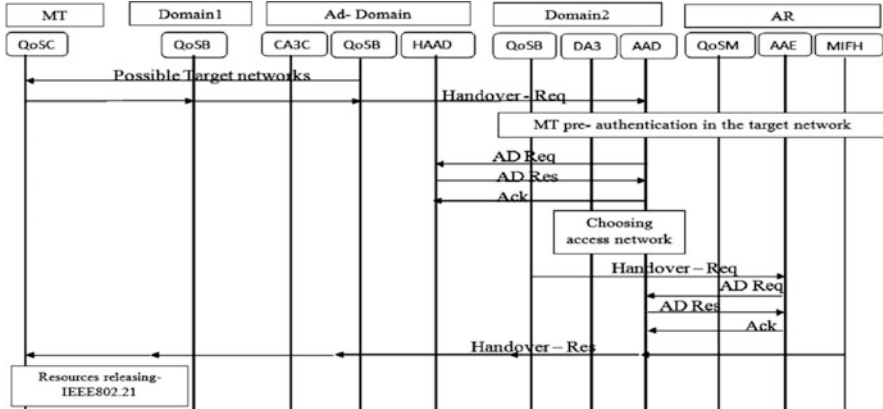 MT Domain1 Ad- Domain Domain2 AR
QoSC QoSB CA3C QoSB HAAD QoSB DA3 AAD QoSM AAE MIFH
Possible Target networks
Handover - Req
MT pre- authentication in the target network
AD Req
AD Res
Ack
Choosing
access network
Handover – Req
AD Req
AD Res
Ack
Handover – Res
Resources releasing-
IEEE802.21